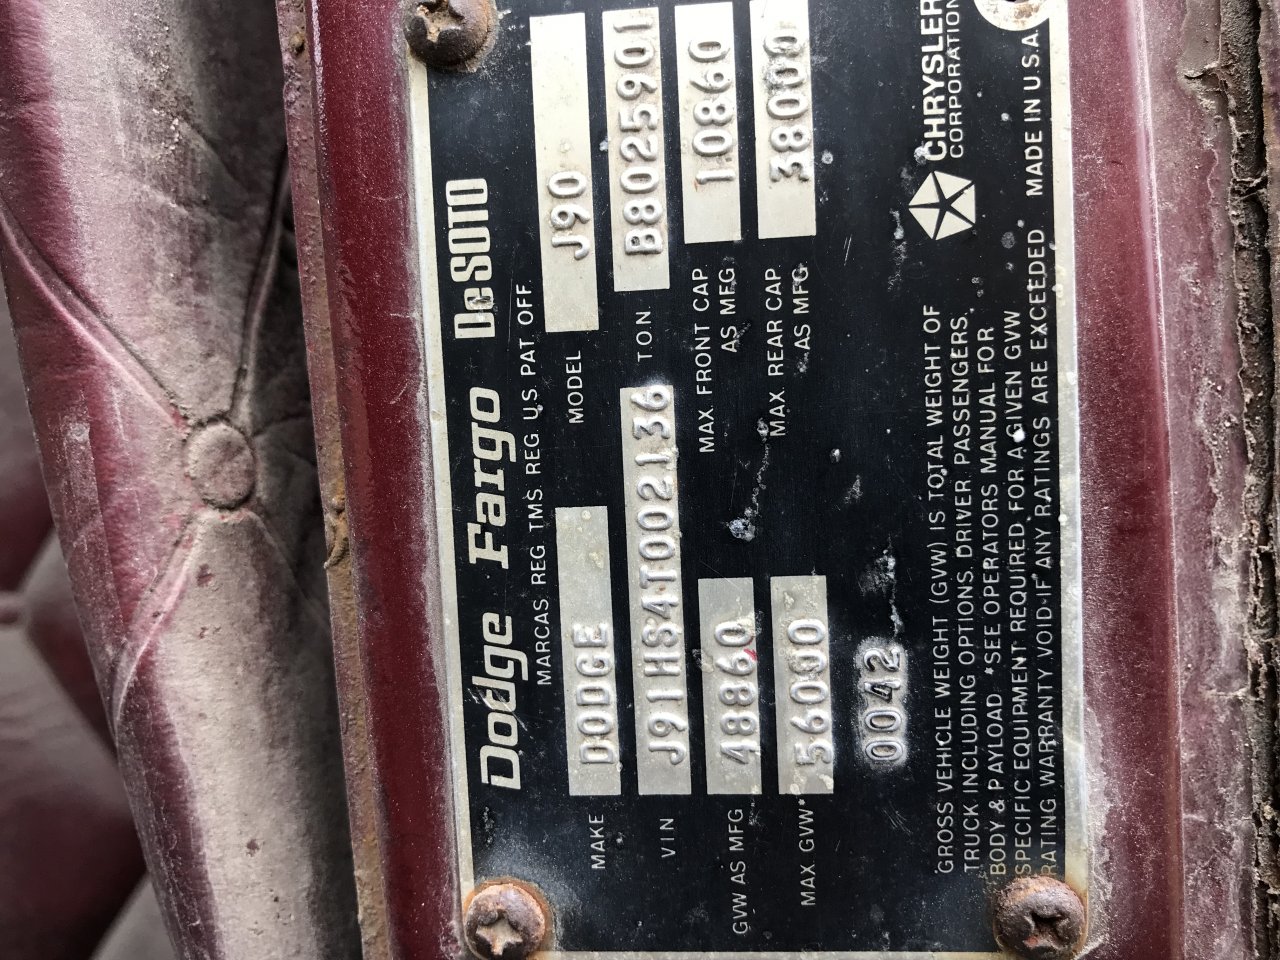 Dodge Fargo DeSOTO
MARCAS REG. TMS. REG. U.S. PAT. OFF.
MAKE DODGE MODEL J90
VIN J91HS4T002136 TON B8025901
GVW AS MFG 48860 MAX. FRONT CAP AS MFG 10860
MAX GVW* 56000 MAX. REAR CAP. AS MFG 38000
0042
GROSS VEHICLE WEIGHT (GVW) IS TOTAL WEIGHT OF
TRUCK INCLUDING OPTIONS, DRIVER, PASSENGERS,
BODY & PAYLOAD *SEE OPERATORS MANUAL FOR
SPECIFIC EQUIPMENT REQUIRED FOR A GIVEN GVW
RATING WARRANTY VOID IF ANY RATINGS ARE EXCEEDED
CHRYSLER
CORPORATION
MADE IN U.S.A.